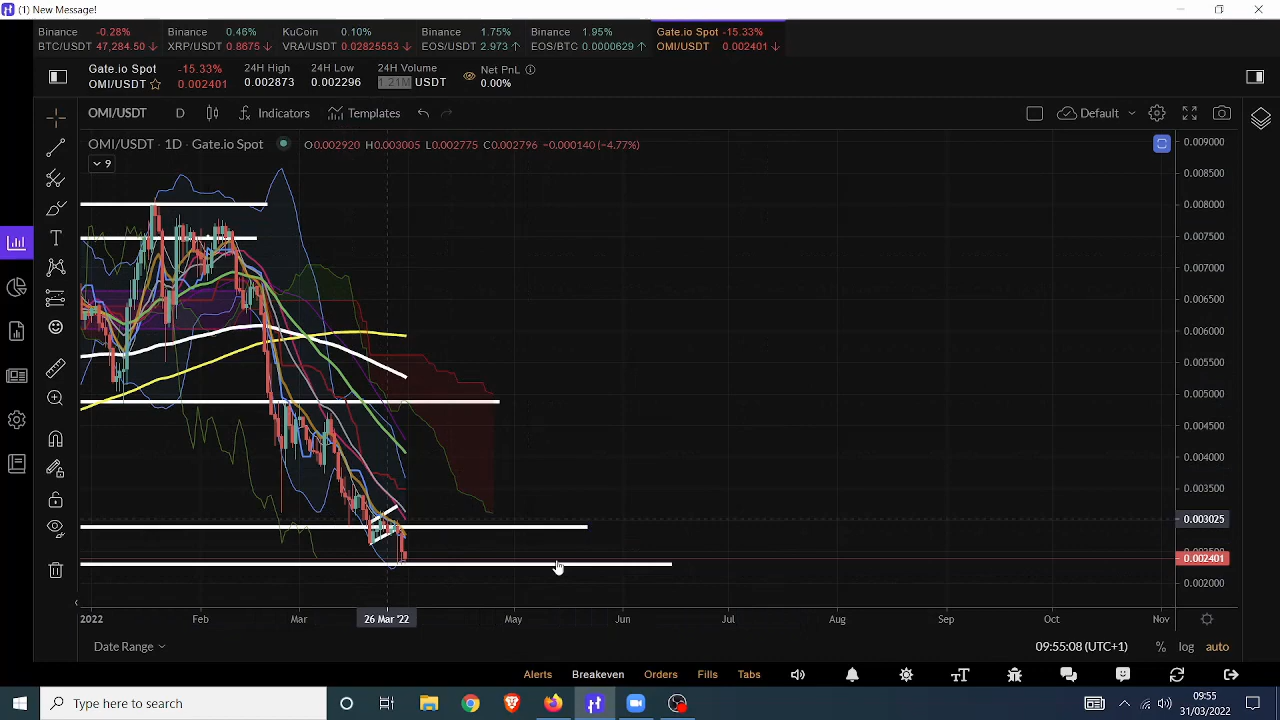 (1) New Message!
Binance -0.28%
BTC/USDT 47,284.50 ↓
Binance 0.46%
XRP/USDT 0.8675 ↓
KuCoin 0.10%
VRA/USDT 0.02825553 ↓
Binance 1.75%
EOS/USDT 2.973 ↑
Binance 1.95%
EOS/BTC 0.0000629 ↑
Gate.io Spot -15.33%
OMI/USDT 0.002401 ↓
Gate.io Spot -15.33%
OMI/USDT 0.002401
24H High
0.002873
24H Low
0.002296
24H Volume
1.21M USDT
Net PnL
0.00%
OMI/USDT D Indicators Templates Default
OMI/USDT · 1D · Gate.io Spot O0.002920 H0.003005 L0.002715 C0.002796 −0.000140 (−4.77%)
9
0.009000
0.008500
0.008000
0.007500
0.007000
0.006500
0.006000
0.005500
0.005000
0.004500
0.004000
0.003500
0.003025
0.002401
0.002000
2022 Feb Mar 26 Mar '22 May Jun Jul Aug Sep Oct Nov
Date Range 09:55:08 (UTC+1) % log auto
Alerts Breakeven Orders Fills Tabs
Type here to search
09:55
31/03/2022